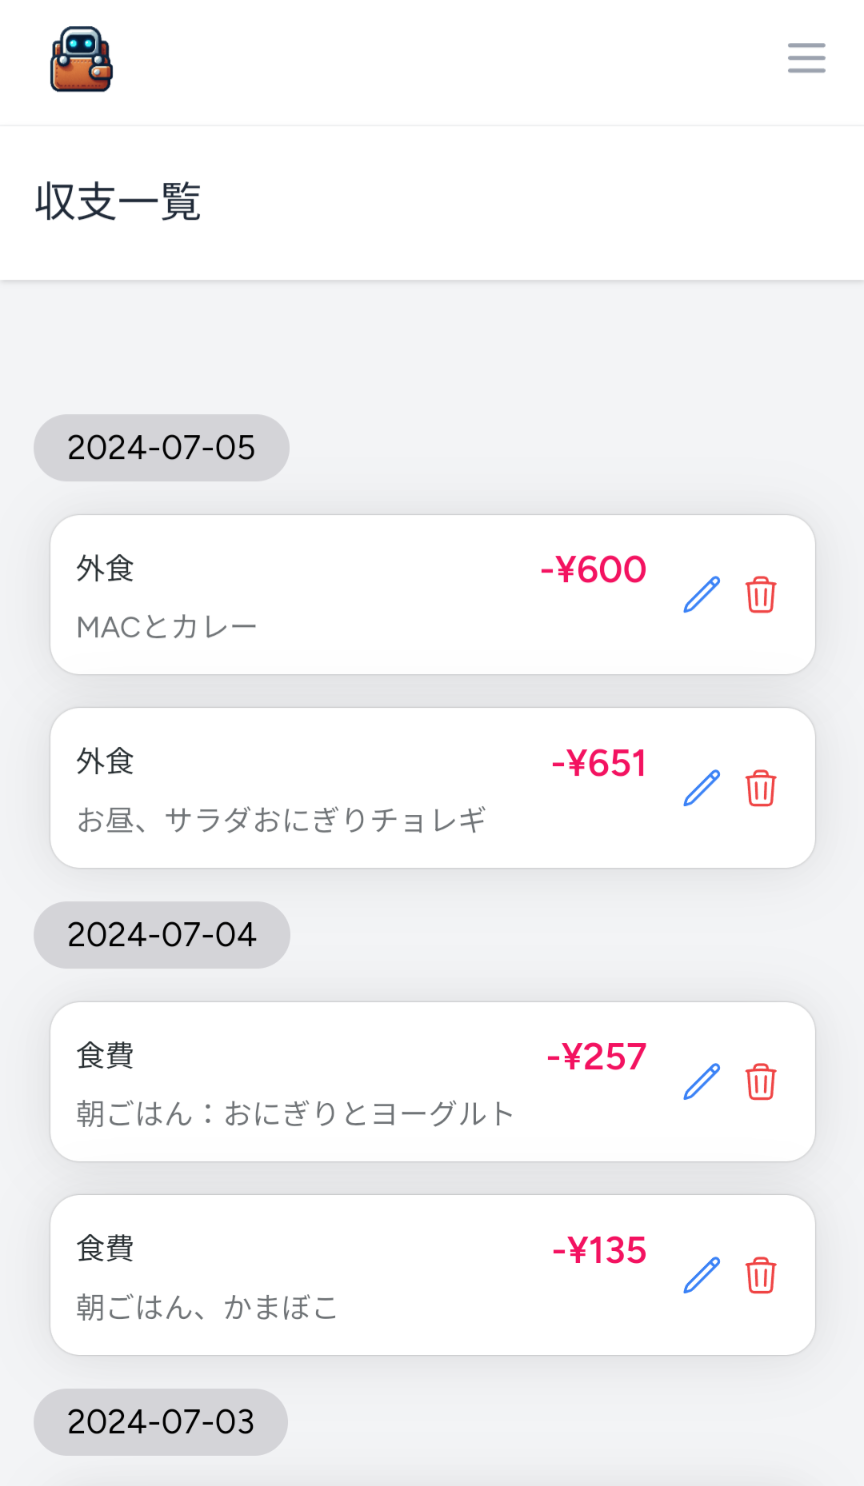 収支一覧
2024-07-05
外食
-¥600
MACとカレー
外食
-¥651
お昼、サラダおにぎりチョレギ
2024-07-04
食費
-¥257
朝ごはん：おにぎりとヨーグルト
食費
-¥135
朝ごはん、かまぼこ
2024-07-03